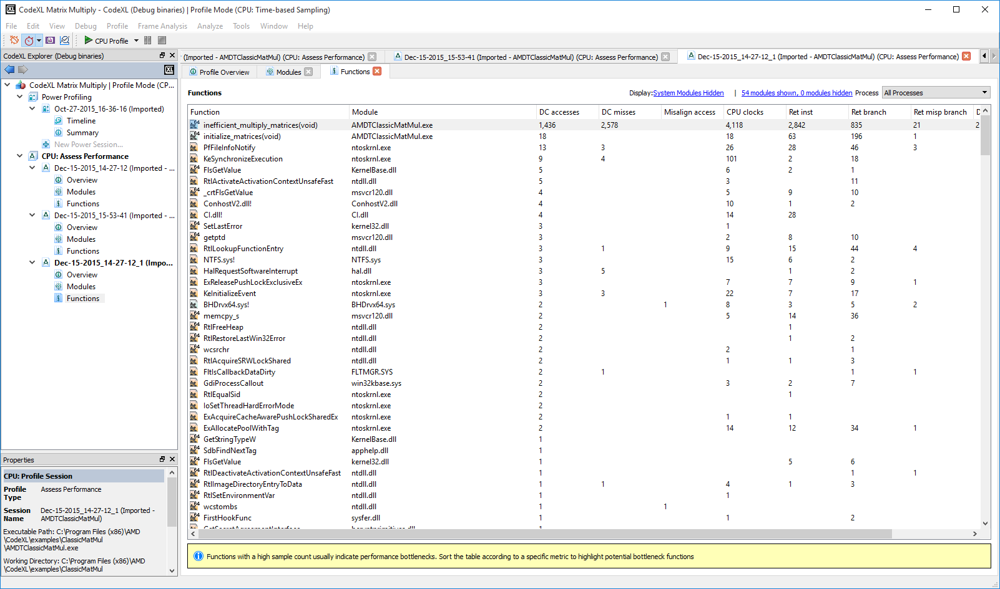 CodeXL Matrix Multiply - CodeXL (Debug binaries) | Profile Mode (CPU: Time-based Sampling)
File Edit View Debug Profile Frame Analysis Analyze Tools Window Help
CPU Profile
CodeXL Explorer (Debug binaries)
CodeXL Matrix Multiply | Profile Mode (CP...
Power Profiling
Oct-27-2015_16-36-16 (Imported)
Timeline
Summary
New Power Session...
CPU: Assess Performance
Dec-15-2015_14-27-12 (Imported - ...
Overview
Modules
Functions
Dec-15-2015_15-53-41 (Imported - ...
Overview
Modules
Functions
Dec-15-2015_14-27-12_1 (Impo...
Overview
Modules
Functions
Properties
CPU: Profile Session
Profile Type Assess Performance
Session Name Dec-15-2015_14-27-12_1 (Imported - AMDTClassicMatMul)
Executable Path: C:\Program Files (x86)\AMD
\CodeXL\examples\ClassicMatMul
\AMDTClassicMatMul.exe
Working Directory: C:\Program Files (x86)\AMD
\CodeXL\examples\ClassicMatMul
(Imported - AMDTClassicMatMul) (CPU: Assess Performance) Dec-15-2015_15-53-41 (Imported - AMDTClassicMatMul) (CPU: Assess Performance) Dec-15-2015_14-27-12_1 (Imported - AMDTClassicMatMul) (CPU: Assess Performance)
Profile Overview Modules Functions
Functions Display:System Modules Hidden | 54 modules shown, 0 modules hidden Process All Processes
Function Module DC accesses DC misses Misalign access CPU clocks Ret inst Ret branch Ret misp branch D
inefficient_multiply_matrices(void) AMDTClassicMatMul.exe 1,436 2,578 4,118 2,842 835 21 2
initialize_matrices(void) AMDTClassicMatMul.exe 18 18 63 196 1
PfFileInfoNotify ntoskrnl.exe 13 3 26 28 46 3
KeSynchronizeExecution ntoskrnl.exe 9 4 101 2 18
FlsGetValue KernelBase.dll 5 6 2 1
RtlActivateActivationContextUnsafeFast ntdll.dll 5 3 11
_crtFlsGetValue msvcr120.dll 4 5 9 10
ConhostV2.dll! ConhostV2.dll 4 10 1 2
CI.dll! CI.dll 4 14 28
SetLastError kernel32.dll 3 1
getptd msvcr120.dll 3 2 8 10
RtlLookupFunctionEntry ntdll.dll 3 1 9 15 44 4
NTFS.sys! NTFS.sys 3 15 6 2
HalRequestSoftwareInterrupt hal.dll 3 5 1 2
ExReleasePushLockExclusiveEx ntoskrnl.exe 3 7 7 9 1
KeInitializeEvent ntoskrnl.exe 3 3 22 7 17
BHDrvx64.sys! BHDrvx64.sys 2 1 8 3 5 2
memcpy_s msvcr120.dll 2 5 14 36
RtlFreeHeap ntdll.dll 2 1
RtlRestoreLastWin32Error ntdll.dll 2 1 2
wcsrchr ntdll.dll 2 2 1
RtlAcquireSRWLockShared ntdll.dll 2 1 1 3
FltIsCallbackDataDirty FLTMGR.SYS 2 1 1 1
GdiProcessCallout win32kbase.sys 2 3 2 7
RtlEqualSid ntoskrnl.exe 2 1
IoSetThreadHardErrorMode ntoskrnl.exe 2
ExAcquireCacheAwarePushLockSharedEx ntoskrnl.exe 2 1 1
ExAllocatePoolWithTag ntoskrnl.exe 2 14 12 34 1
GetStringTypeW KernelBase.dll 1
SdbFindNextTag apphelp.dll 1
FlsGetValue kernel32.dll 1 5 6
RtlDeactivateActivationContextUnsafeFast ntdll.dll 1 1 1
RtlImageDirectoryEntryToData ntdll.dll 1 1 4 1 3
RtlSetEnvironmentVar ntdll.dll 1 1
wcstombs ntdll.dll 1 1
FirstHookFunc sysfer.dll 1 1 2
Functions with a high sample count usually indicate performance bottlenecks. Sort the table according to a specific metric to highlight potential bottleneck functions